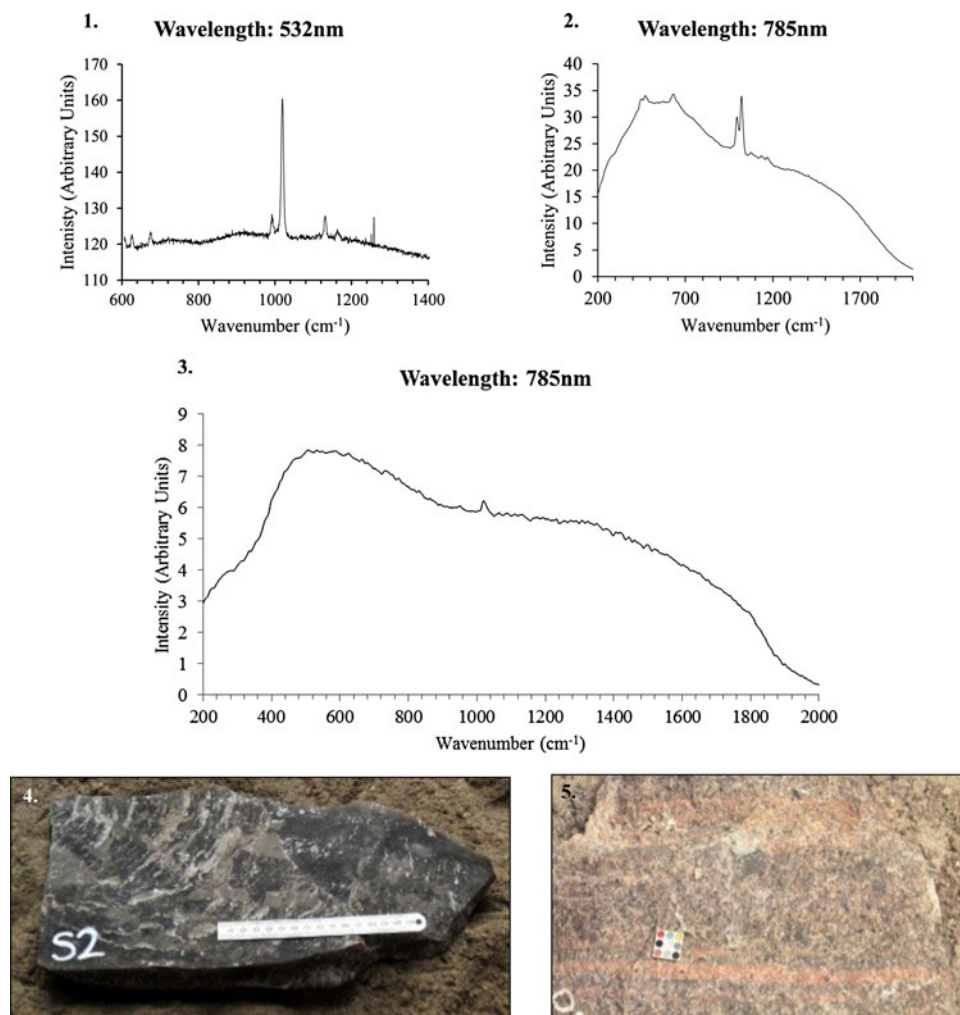 1.
Wavelength: 532nm
Intenisty (Arbitrary Units)
170
160
150
140
130
120
110
600 800 1000 1200 1400
Wavenumber (cm⁻¹)
2.
Wavelength: 785nm
Intensity (Arbitrary Units)
40
35
30
25
20
15
10
5
0
200 700 1200 1700
Wavenumber (cm⁻¹)
3.
Wavelength: 785nm
Intensity (Arbitrary Units)
9
8
7
6
5
4
3
2
1
0
200 400 600 800 1000 1200 1400 1600 1800 2000
Wavenumber (cm⁻¹)
4.
S2
5.